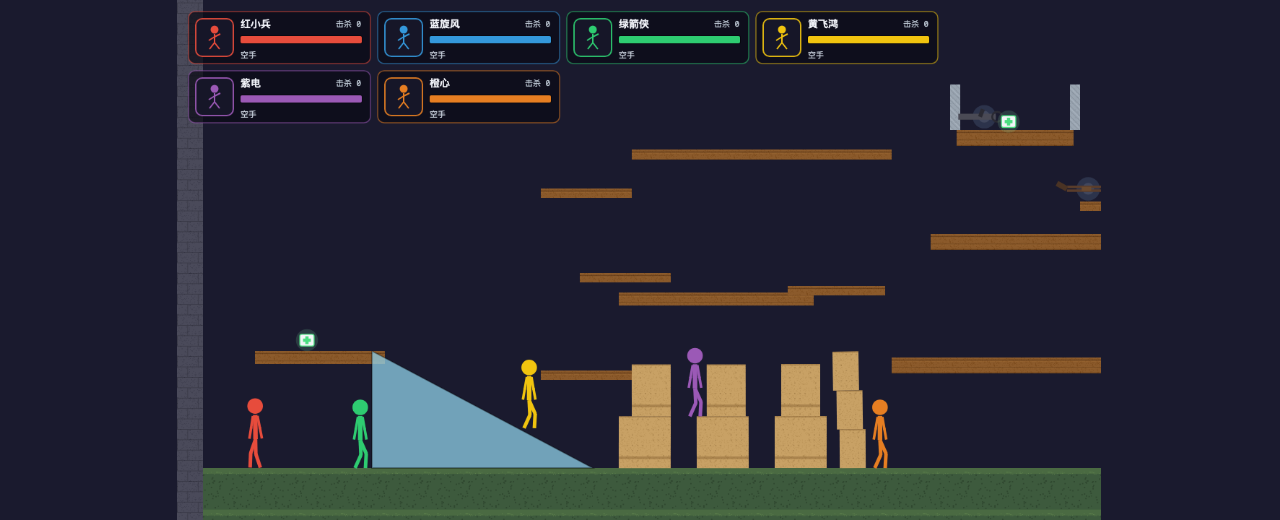 红小兵 击杀 0
空手
蓝旋风 击杀 0
空手
绿箭侠 击杀 0
空手
黄飞鸿 击杀 0
空手
紫电 击杀 0
空手
橙心 击杀 0
空手